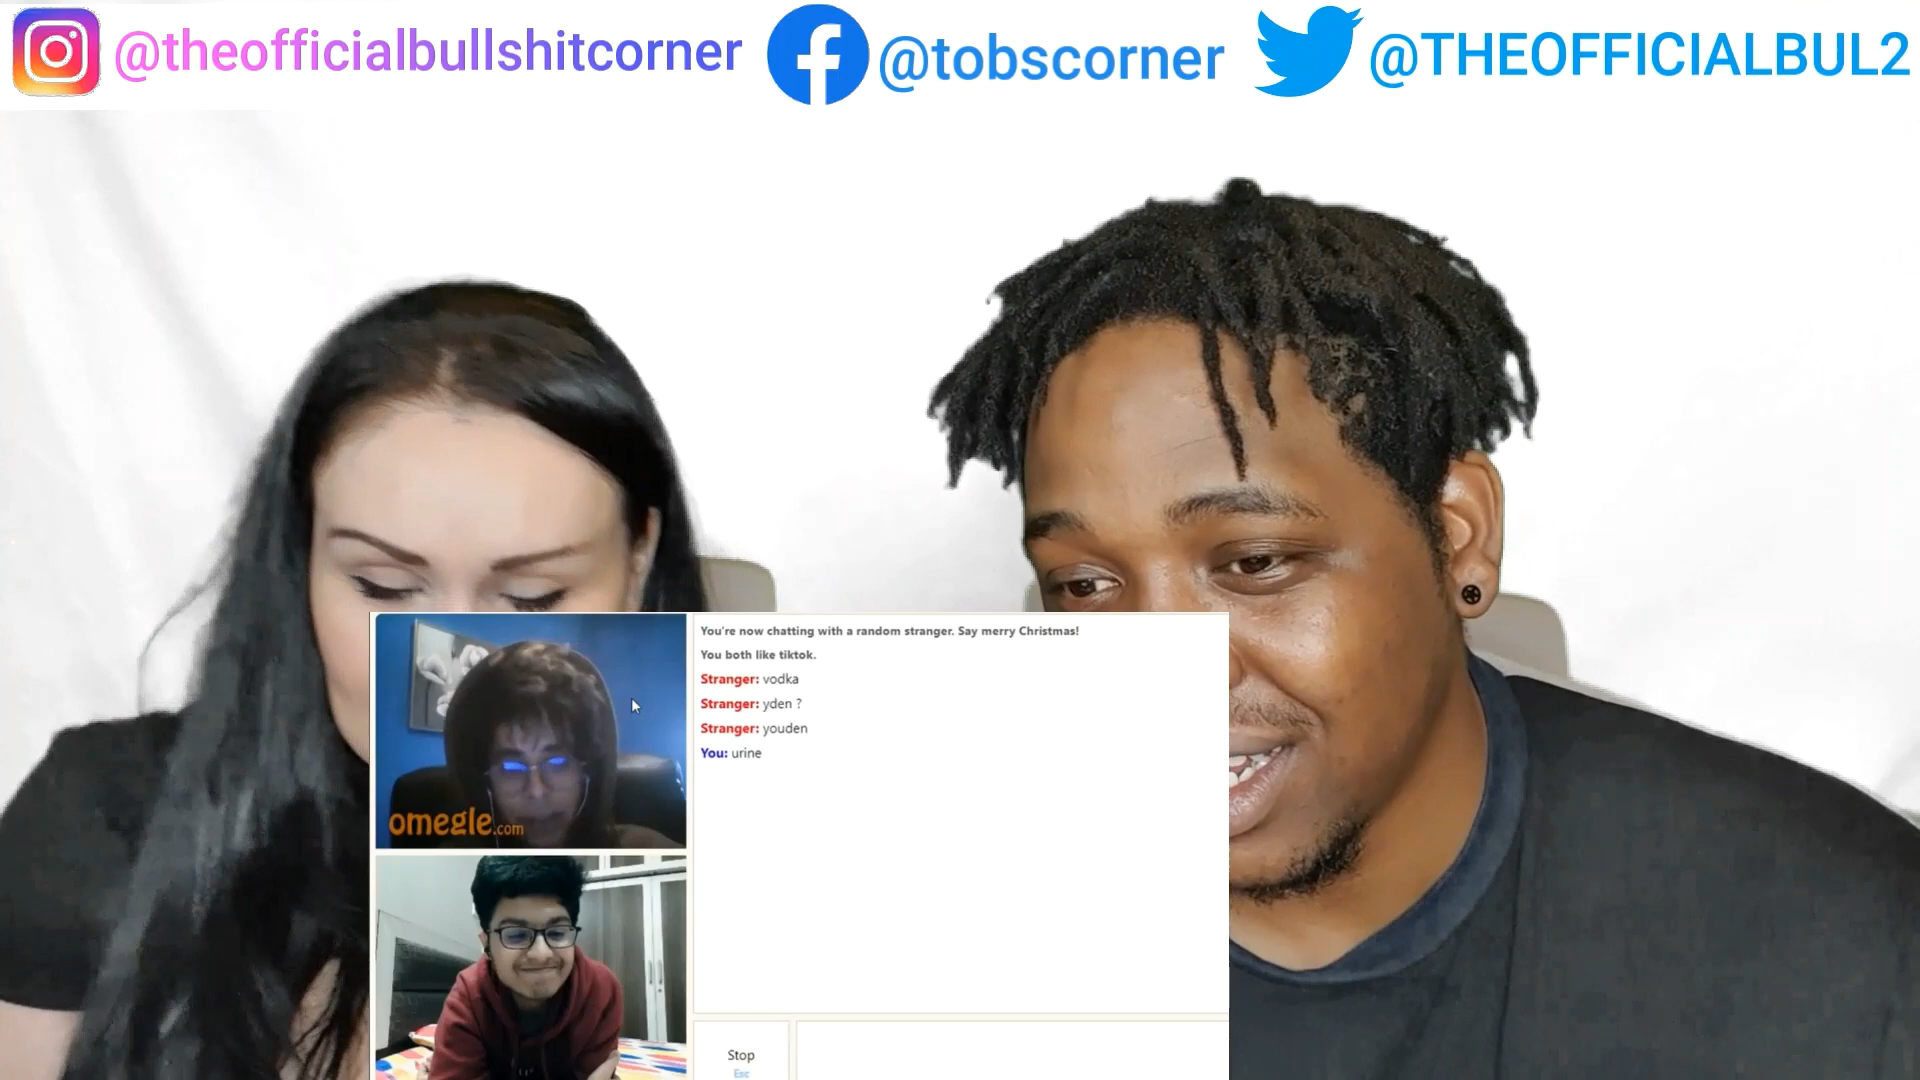 @theofficialbullshitcorner @tobscorner @THEOFFICIALBUL2
You're now chatting with a random stranger. Say merry Christmas!
You both like tiktok.
Stranger: vodka
Stranger: yden ?
Stranger: youden
You: urine
omegle.com
Stop
Esc